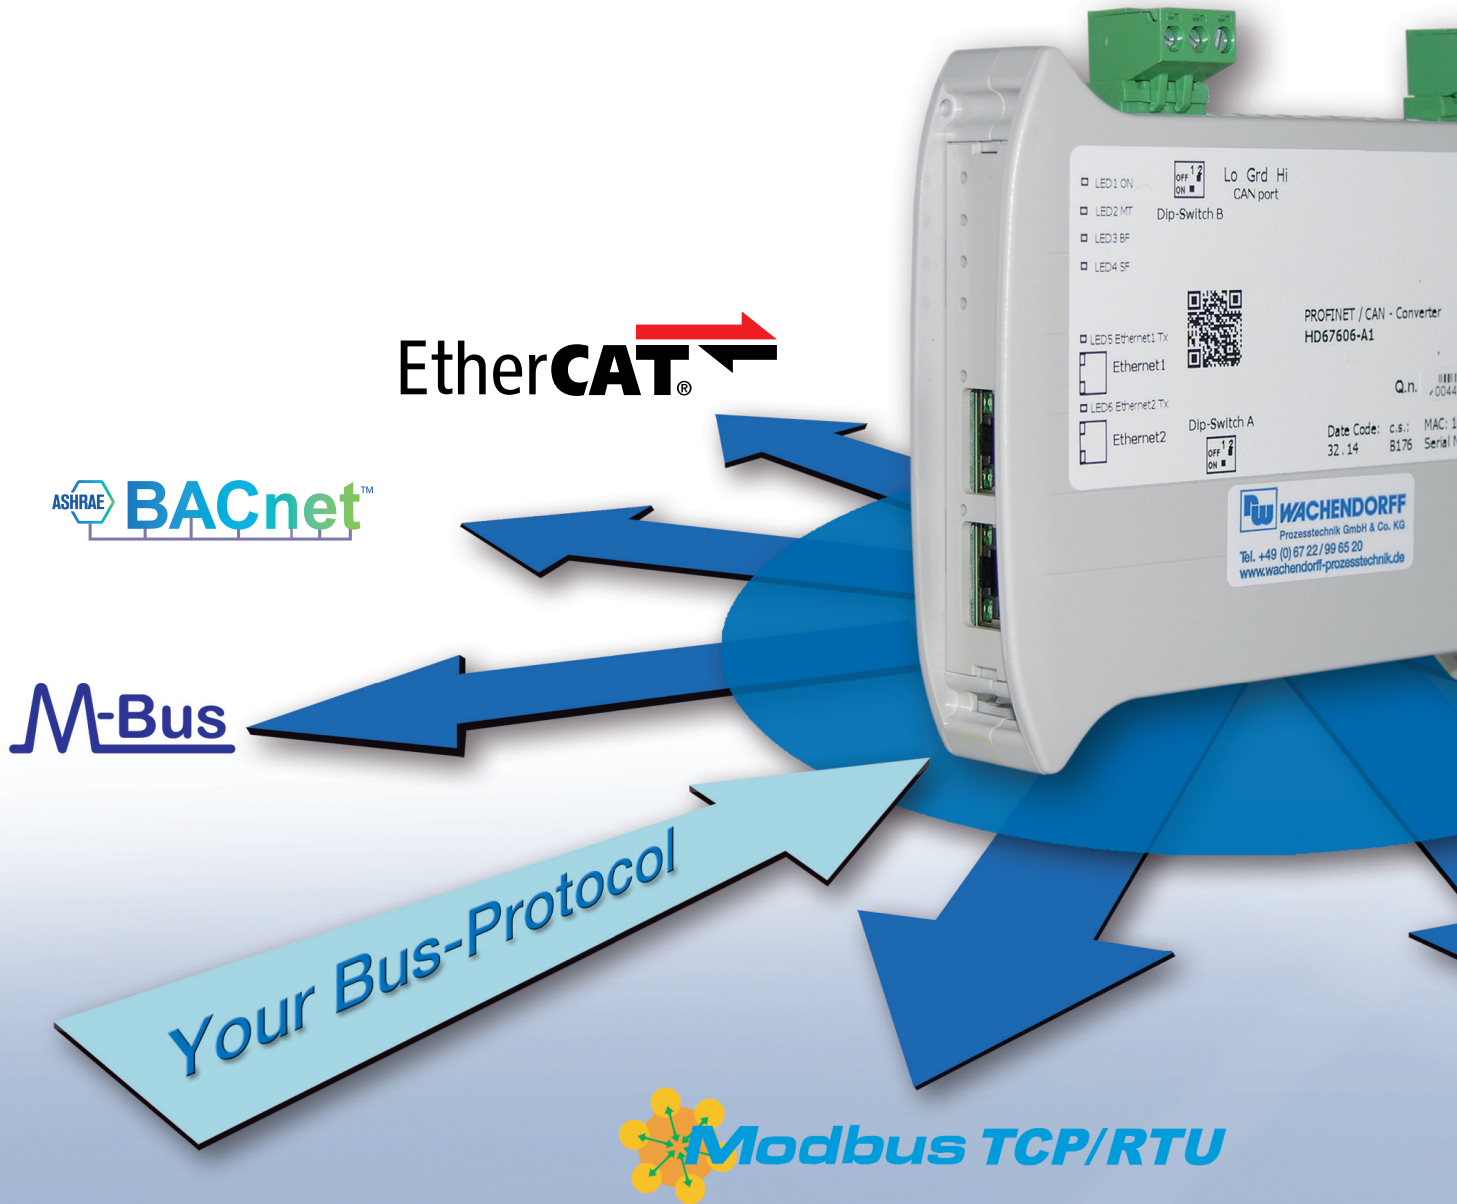 LED1 ON
LED2 MT
LED3 BF
LED4 SF
OFF 1 2
ON
Dip-Switch B
Lo Grd Hi
CAN port
PROFINET / CAN - Converter
HD67606-A1
LED5 Ethernet1 Tx
Ethernet1
LED6 Ethernet2 Tx
Ethernet2
Dip-Switch A
OFF 1 2
ON
Q.n.
Date Code: c.s.: MAC: 1
32 . 14 B176 Serial
WACHENDORFF
Prozesstechnik GmbH & Co. KG
Tel. +49 (0) 67 22 / 99 65 20
www.wachendorff-prozesstechnik.de
EtherCAT®
ASHRAE BACnet™
M-Bus
Your Bus-Protocol
Modbus TCP/RTU